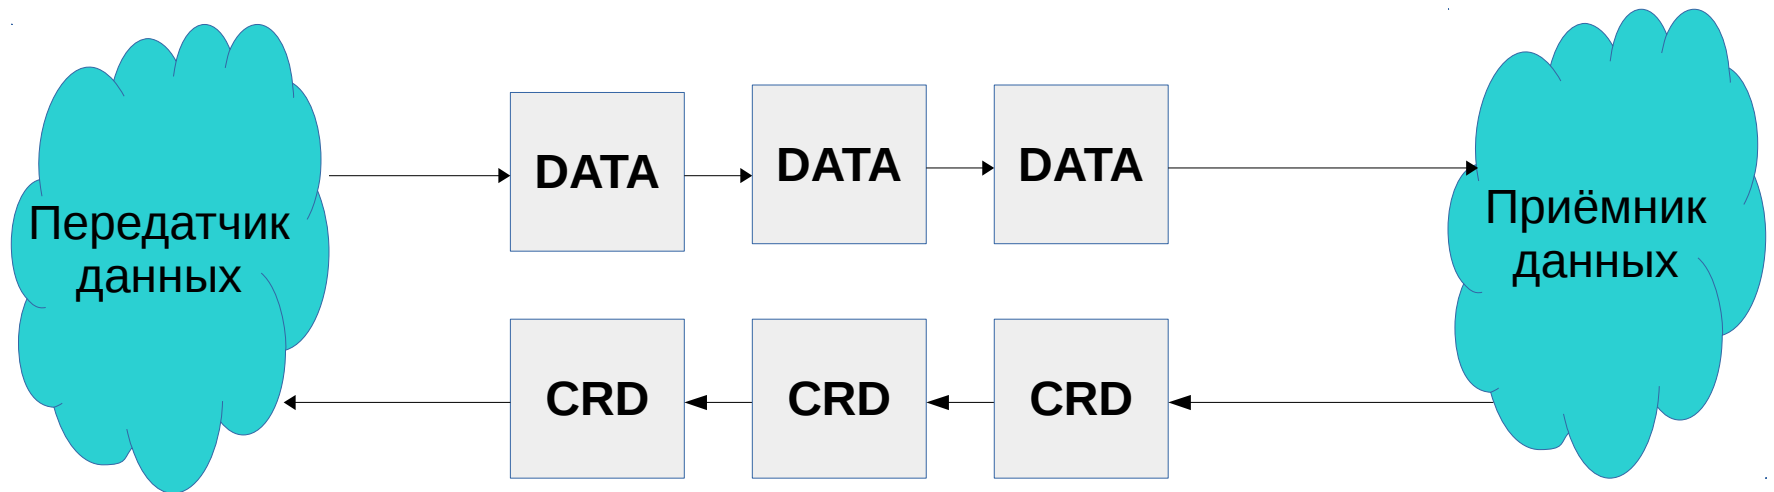 Передатчик
данных
DATA
DATA
DATA
Приёмник
данных
CRD
CRD
CRD